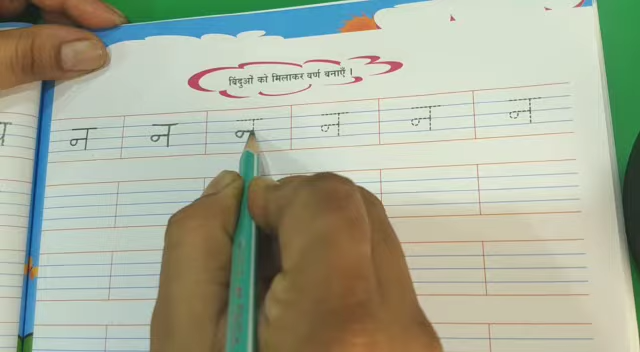 बिंदुओं को मिलाकर वर्ण बनाएँ ।
न न न न न न